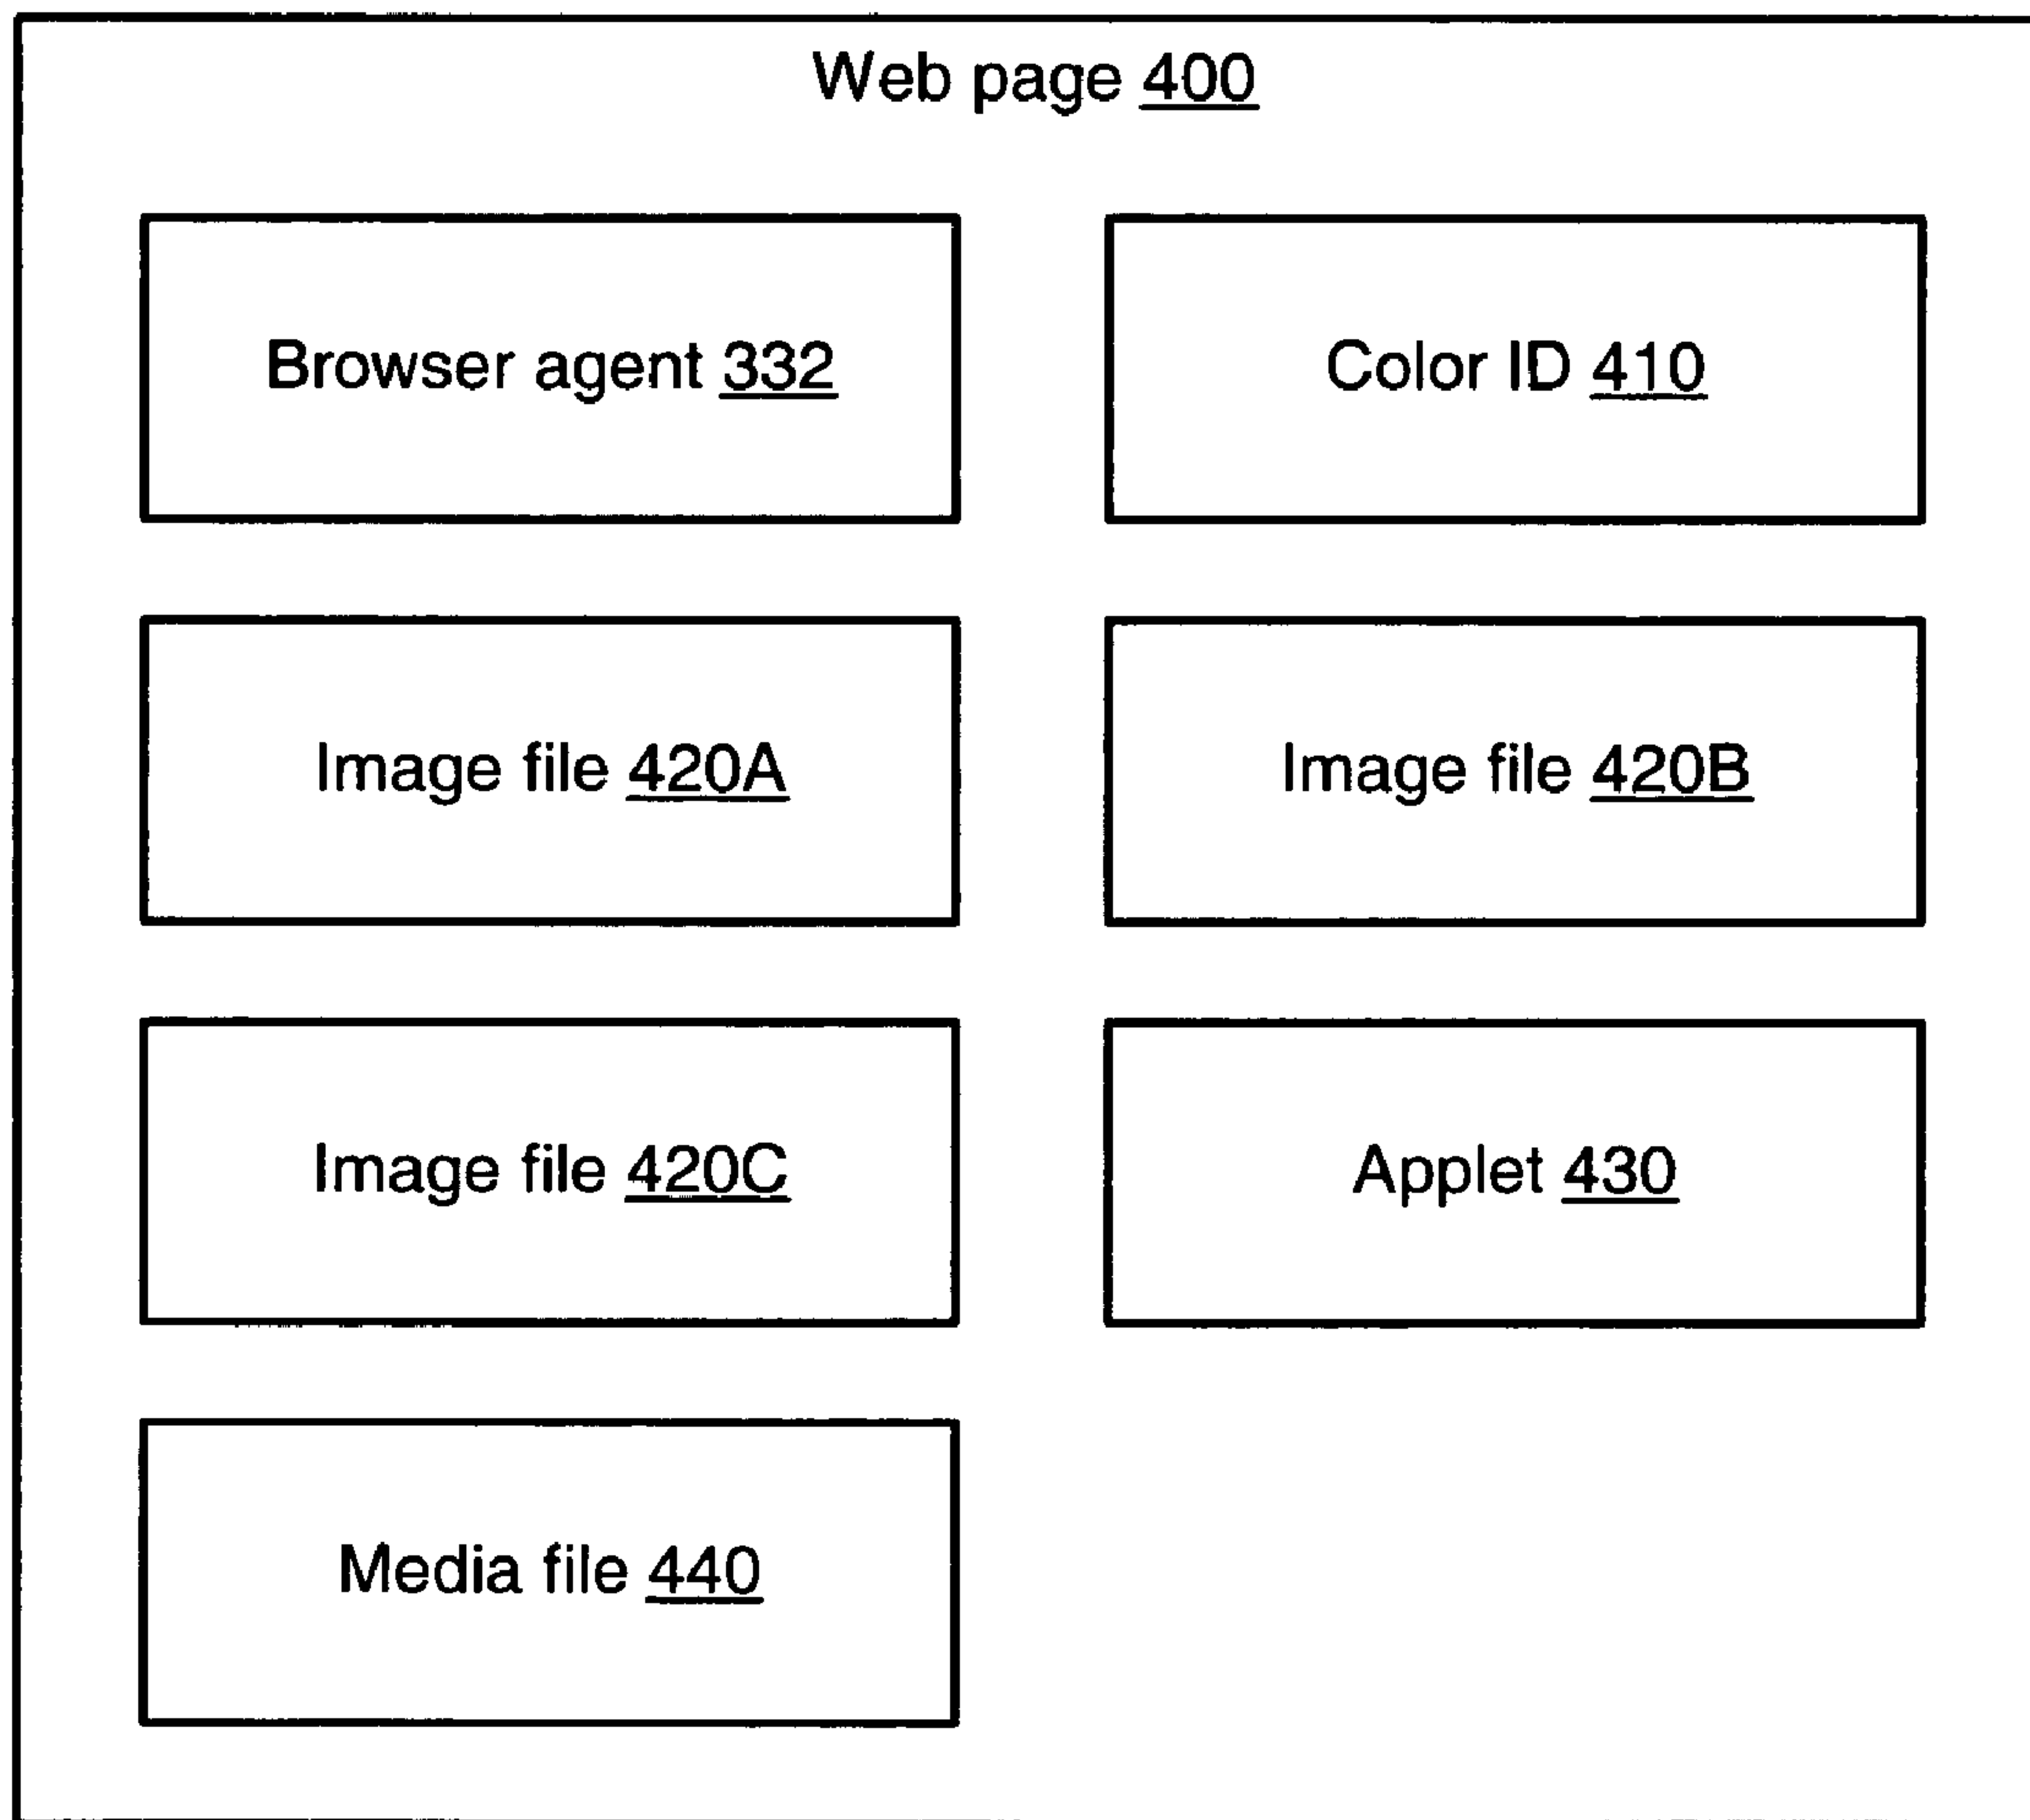 Web page 400
Browser agent 332
Color ID 410
Image file 420A
Image file 420B
Image file 420C
Applet 430
Media file 440